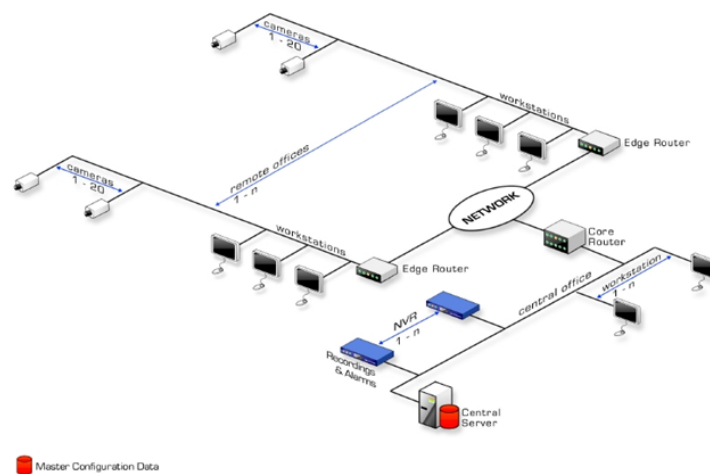 cameras
1 - 20
workstations
Edge Router
remote offices
1 - n
cameras
1 - 20
NETWORK
Core
Router
workstations
Edge Router
workstation
1 - n
central office
NVR
1 - n
Recordings
& Alarms
Central
Server
Master Configuration Data